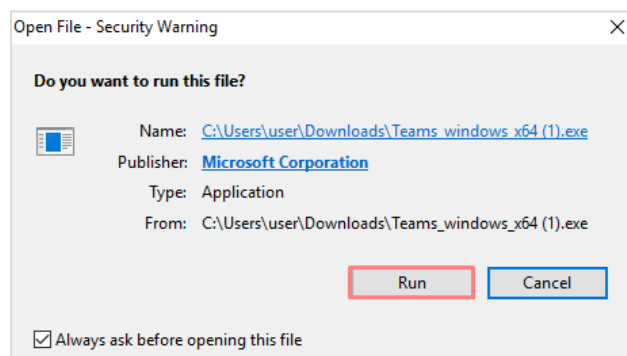 Open File - Security Warning
Do you want to run this file?
Name: C:\Users\user\Downloads\Teams_windows_x64 (1).exe
Publisher: Microsoft Corporation
Type: Application
From: C:\Users\user\Downloads\Teams_windows_x64 (1).exe
Run Cancel
Always ask before opening this file